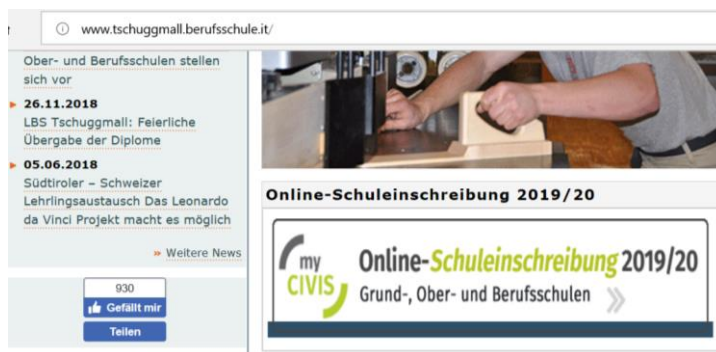 www.tschuggmall.berufsschule.it/
Ober- und Berufsschulen stellen
sich vor
26.11.2018
LBS Tschuggmall: Feierliche
Übergabe der Diplome
05.06.2018
Südtiroler – Schweizer
Lehrlingsaustausch Das Leonardo
da Vinci Projekt macht es möglich
» Weitere News
930
Gefällt mir
Teilen
Online-Schuleinschreibung 2019/20
my
CIVIS
Online-Schuleinschreibung 2019/20
Grund-, Ober- und Berufsschulen »